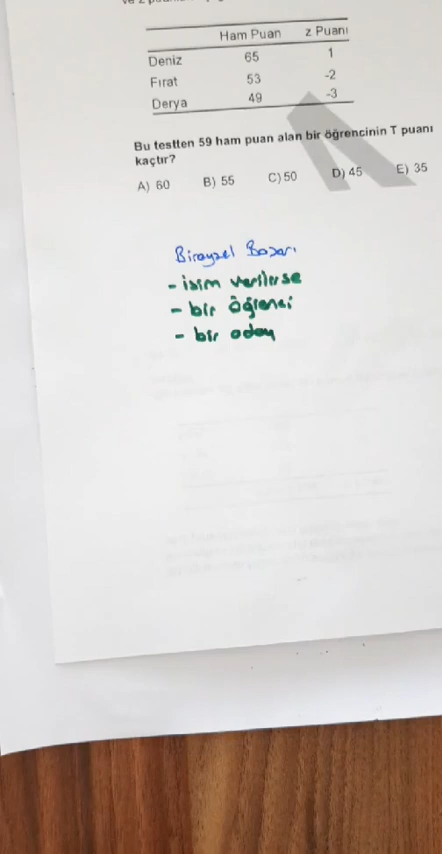 Ham Puan z Puanı
Deniz 65 1
Fırat 53 -2
Derya 49 -3
Bu testten 59 ham puan alan bir öğrencinin T puanı
kaçtır?
A) 60 B) 55 C) 50 D) 45 E) 35
Bireysel Başarı
- isim verilirse
- bir öğrenci
- bir aday